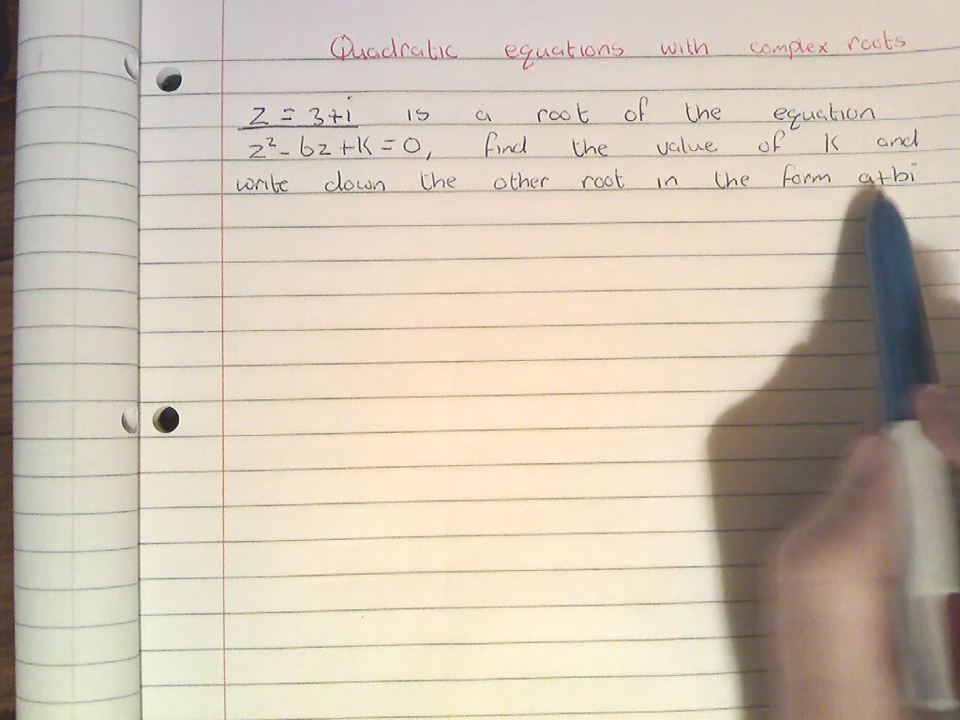 Quadratic equations with complex roots
z = 3+i is a root of the equation
z² - 6z + K = 0, find the value of K and
write down the other root in the form a+bi